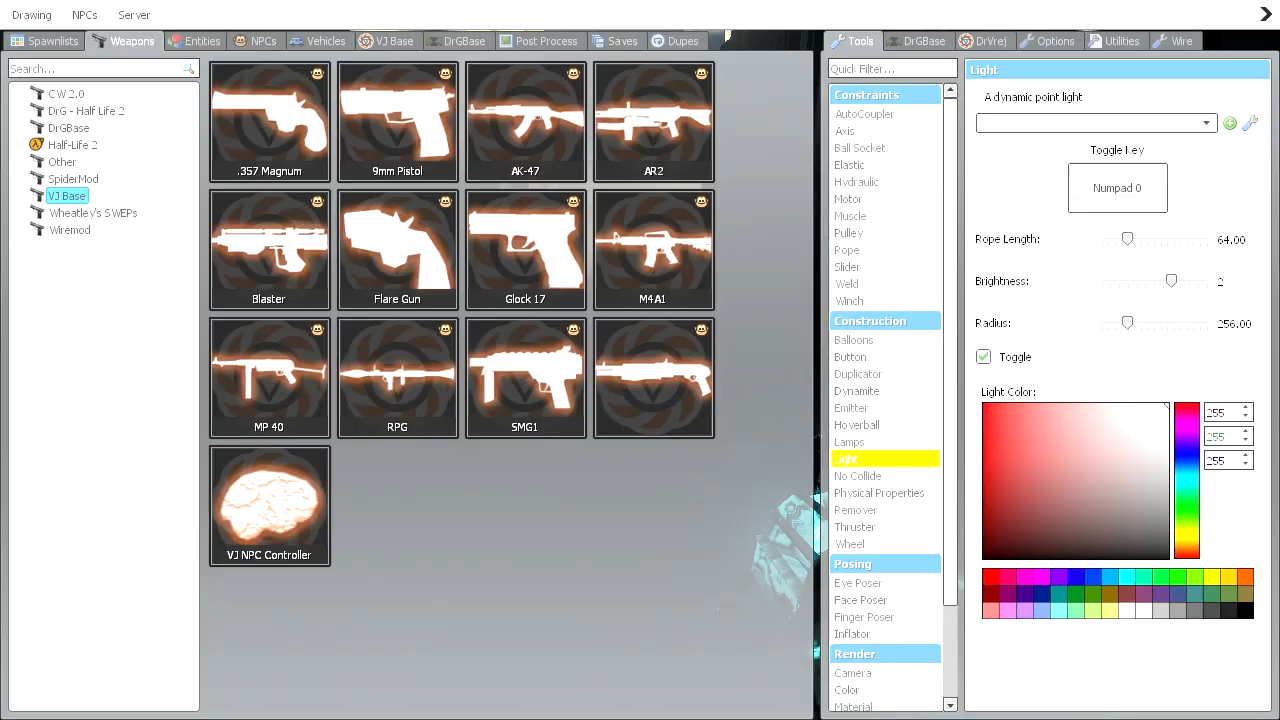 Drawing NPCs Server
Spawnlists Weapons Entities NPCs Vehicles VJ Base DrGBase Post Process Saves Dupes
Search...
CW 2.0
DrG - Half Life 2
DrGBase
Half-Life 2
Other
SpiderMod
VJ Base
Wheatley's SWEPs
Wiremod
.357 Magnum
9mm Pistol
AK-47
AR2
Blaster
Flare Gun
Glock 17
M4A1
MP 40
RPG
SMG1
VJ NPC Controller
Tools DrGBase DrVrej Options Utilities Wire
Quick Filter...
Constraints
AutoCoupler
Axis
Ball Socket
Elastic
Hydraulic
Motor
Muscle
Pulley
Rope
Slider
Weld
Winch
Construction
Balloons
Button
Duplicator
Dynamite
Emitter
Hoverball
Lamps
Light
No Collide
Physical Properties
Remover
Thruster
Wheel
Posing
Eye Poser
Face Poser
Finger Poser
Inflator
Render
Camera
Color
Material
Light
A dynamic point light
Toggle Key
Numpad 0
Rope Length: 64.00
Brightness: 2
Radius: 256.00
Toggle
Light Color:
255
255
255